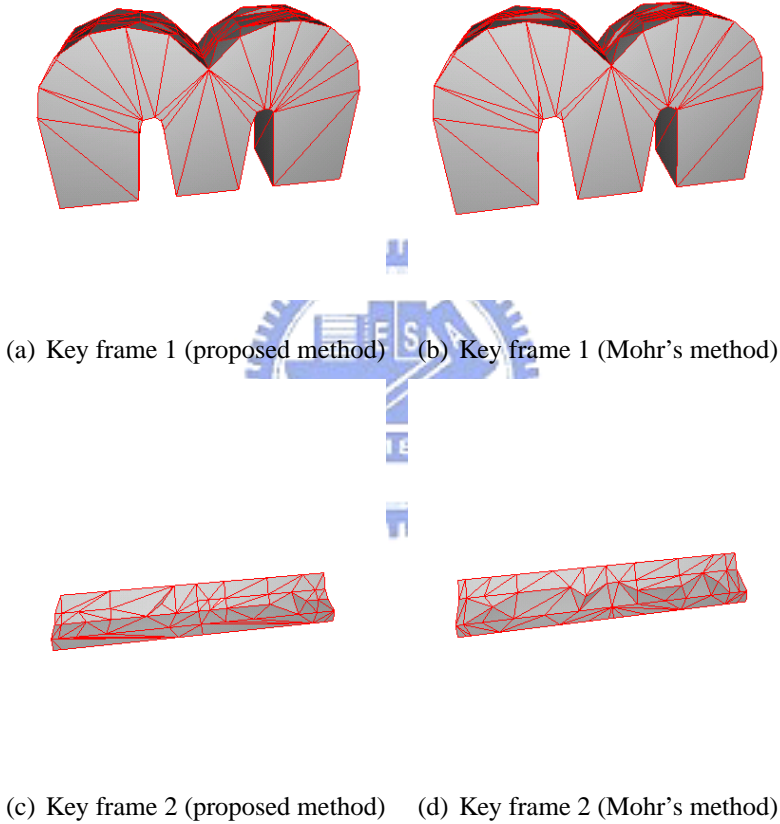 (a) Key frame 1 (proposed method)
(b) Key frame 1 (Mohr's method)
E S A
(c) Key frame 2 (proposed method)
(d) Key frame 2 (Mohr's method)